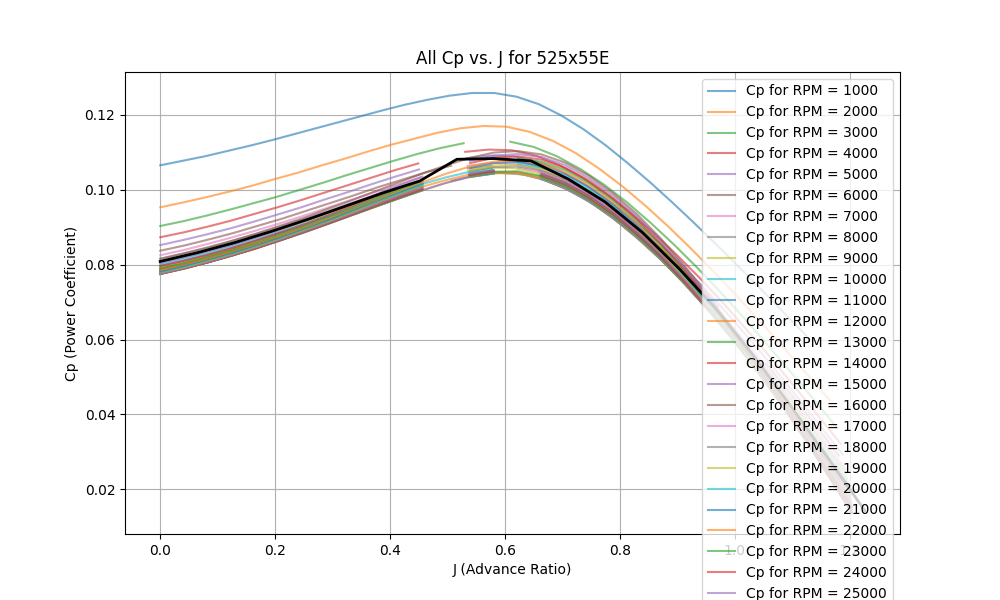 All Cp vs. J for 525x55E
Cp (Power Coefficient)
0.12
0.10
0.08
0.06
0.04
0.02
0.0
0.2
0.4
0.6
0.8
1.0
J (Advance Ratio)
Cp for RPM = 1000
Cp for RPM = 2000
Cp for RPM = 3000
Cp for RPM = 4000
Cp for RPM = 5000
Cp for RPM = 6000
Cp for RPM = 7000
Cp for RPM = 8000
Cp for RPM = 9000
Cp for RPM = 10000
Cp for RPM = 11000
Cp for RPM = 12000
Cp for RPM = 13000
Cp for RPM = 14000
Cp for RPM = 15000
Cp for RPM = 16000
Cp for RPM = 17000
Cp for RPM = 18000
Cp for RPM = 19000
Cp for RPM = 20000
Cp for RPM = 21000
Cp for RPM = 22000
Cp for RPM = 23000
Cp for RPM = 24000
Cp for RPM = 25000